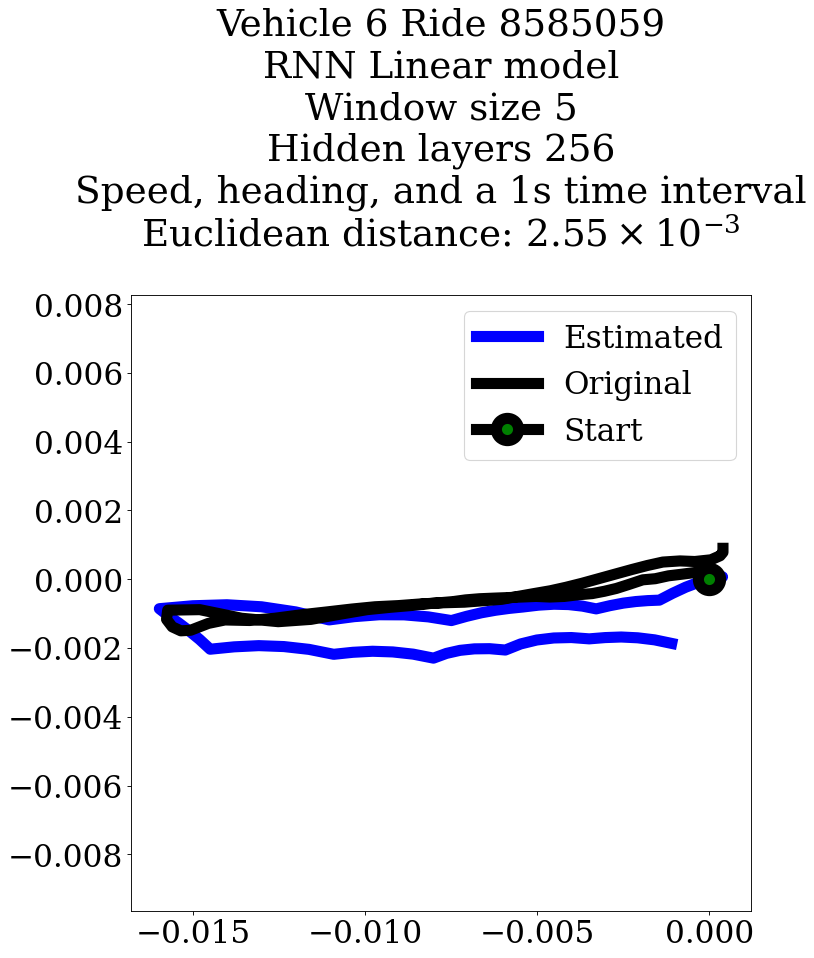 Vehicle 6 Ride 8585059
RNN Linear model
Window size 5
Hidden layers 256
Speed, heading, and a 1s time interval
Euclidean distance: 2.55 × 10⁻³
0.008
0.006
0.004
0.002
0.000
−0.002
−0.004
−0.006
−0.008
Estimated
Original
Start
−0.015
−0.010
−0.005
0.000